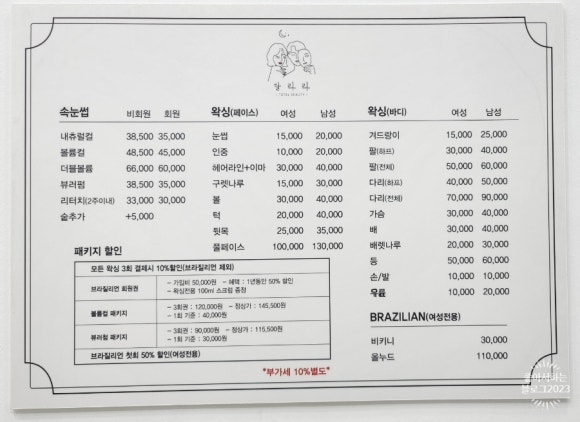 달라라
속눈썹 비회원 회원
내츄럴컬 38,500 35,000
볼륨컬 48,500 45,000
더블볼륨 66,000 60,000
뷰러펌 38,500 35,000
리터치(2주이내) 33,000 30,000
숱추가 +5,000
왁싱(페이스) 여성 남성
눈썹 15,000 20,000
인중 10,000 20,000
헤어라인+이마 30,000 40,000
구렛나루 15,000 30,000
볼 30,000 40,000
턱 20,000 40,000
뒷목 25,000 35,000
풀페이스 100,000 130,000
왁싱(바디) 여성 남성
겨드랑이 15,000 25,000
팔(하프) 30,000 40,000
팔(전체) 50,000 60,000
다리(하프) 40,000 50,000
다리(전체) 70,000 90,000
가슴 30,000 40,000
배 30,000 40,000
배렛나루 20,000 30,000
등 50,000 60,000
손/발 10,000 10,000
유륜 10,000 20,000
BRAZILIAN(여성전용)
비키니 30,000
올누드 110,000
패키지 할인
모든 왁싱 3회 결제시 10%할인(브라질리언 제외)
브라질리언 회원권
- 가입비 50,000원 - 혜택 : 1년동안 50% 할인
- 왁싱전용 100ml 스크럼 증정
볼륨컬 패키지
- 3회권 : 120,000원 - 정상가 : 145,500원
- 1회 기준 : 40,000원
뷰러펌 패키지
- 3회권 : 90,000원 - 정상가 : 115,500원
- 1회 기준 : 30,000원
브라질리언 첫회 50% 할인(여성전용)
*부가세 10%별도*